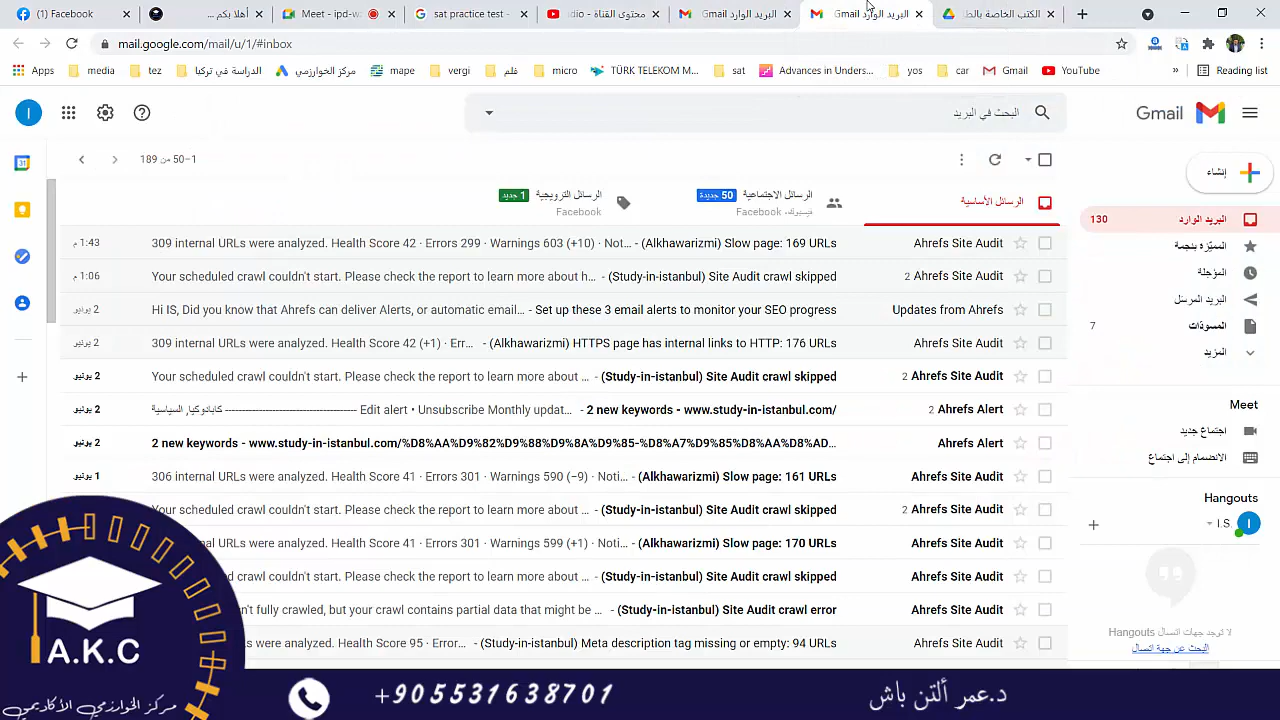 (1) Facebook
أهلا بكم ...
Meet - ipd-w
sat practice test -
محتوى القناة - dio
البريد الوارد Gmail
البريد الوارد Gmail
الكتب الخاصة بالط
mail.google.com/mail/u/1/#inbox
Apps
media
tez
الدراسة في تركيا
مركز الخوارزمي
mape
vergi
قلم
micro
TÜRK TELEKOM M...
sat
Advances in Unders...
yos
car
Gmail
YouTube
»
Reading list
I
البحث في البريد
Gmail
1–50 من 189
إنشاء
الرسائل الأساسية
الرسائل الاجتماعية 50 جديدة
فيسبوك، Facebook
الرسائل الترويجية 1 جديد
Facebook
البريد الوارد 130
المميّزة بنجمة
المؤجلة
البريد المرسَل
المسودّات 7
المزيد
Meet
اجتماع جديد
الانضمام إلى اجتماع
Hangouts
I.S.
لا توجد جهات اتصال Hangouts
البحث عن جهة اتصال
1:43 م 309 internal URLs were analyzed. Health Score 42 · Errors 299 · Warnings 603 (+10) · Not... - (Alkhawarizmi) Slow page: 169 URLs Ahrefs Site Audit
1:06 م Your scheduled crawl couldn't start. Please check the report to learn more about h... - (Study-in-istanbul) Site Audit crawl skipped 2 Ahrefs Site Audit
2 يونيو Hi IS, Did you know that Ahrefs can deliver Alerts, or automatic email... - Set up these 3 email alerts to monitor your SEO progress Updates from Ahrefs
2 يونيو 309 internal URLs were analyzed. Health Score 42 (+1) · Err... - (Alkhawarizmi) HTTPS page has internal links to HTTP: 176 URLs Ahrefs Site Audit
2 يونيو Your scheduled crawl couldn't start. Please check the report to learn more about ... - (Study-in-istanbul) Site Audit crawl skipped 2 Ahrefs Site Audit
2 يونيو السياسية ------------------------------------ Edit alert • Unsubscribe Monthly updat... - 2 new keywords - www.study-in-istanbul.com/ 2 Ahrefs Alert
2 يونيو 2 new keywords - www.study-in-istanbul.com/%D8%AA%D9%82%D9%88%D9%8A%D9%85-%D8%A7%D9%85%D8%AA%D8%AD... Ahrefs Alert
1 يونيو 306 internal URLs were analyzed. Health Score 41 · Errors 301 · Warnings 590 (−9) · Noti... - (Alkhawarizmi) Slow page: 161 URLs Ahrefs Site Audit
scheduled crawl couldn't start. Please check the report to learn more about ... - (Study-in-istanbul) Site Audit crawl skipped 2 Ahrefs Site Audit
URLs were analyzed. Health Score 41 · Errors 301 · Warnings 599 (+1) · Noti... - (Alkhawarizmi) Slow page: 170 URLs Ahrefs Site Audit
crawl couldn't start. Please check the report to learn more about ... - (Study-in-istanbul) Site Audit crawl skipped Ahrefs Site Audit
fully crawled, but your crawl contains partial data that might be ... - (Study-in-istanbul) Site Audit crawl error Ahrefs Site Audit
were analyzed. Health Score 95 · Errors... - (Study-in-istanbul) Meta description tag missing or empty: 94 URLs Ahrefs Site Audit
A.K.C
مركز الخوارزمي الأكاديمي
+905531638701
د.عمر ألتن باش